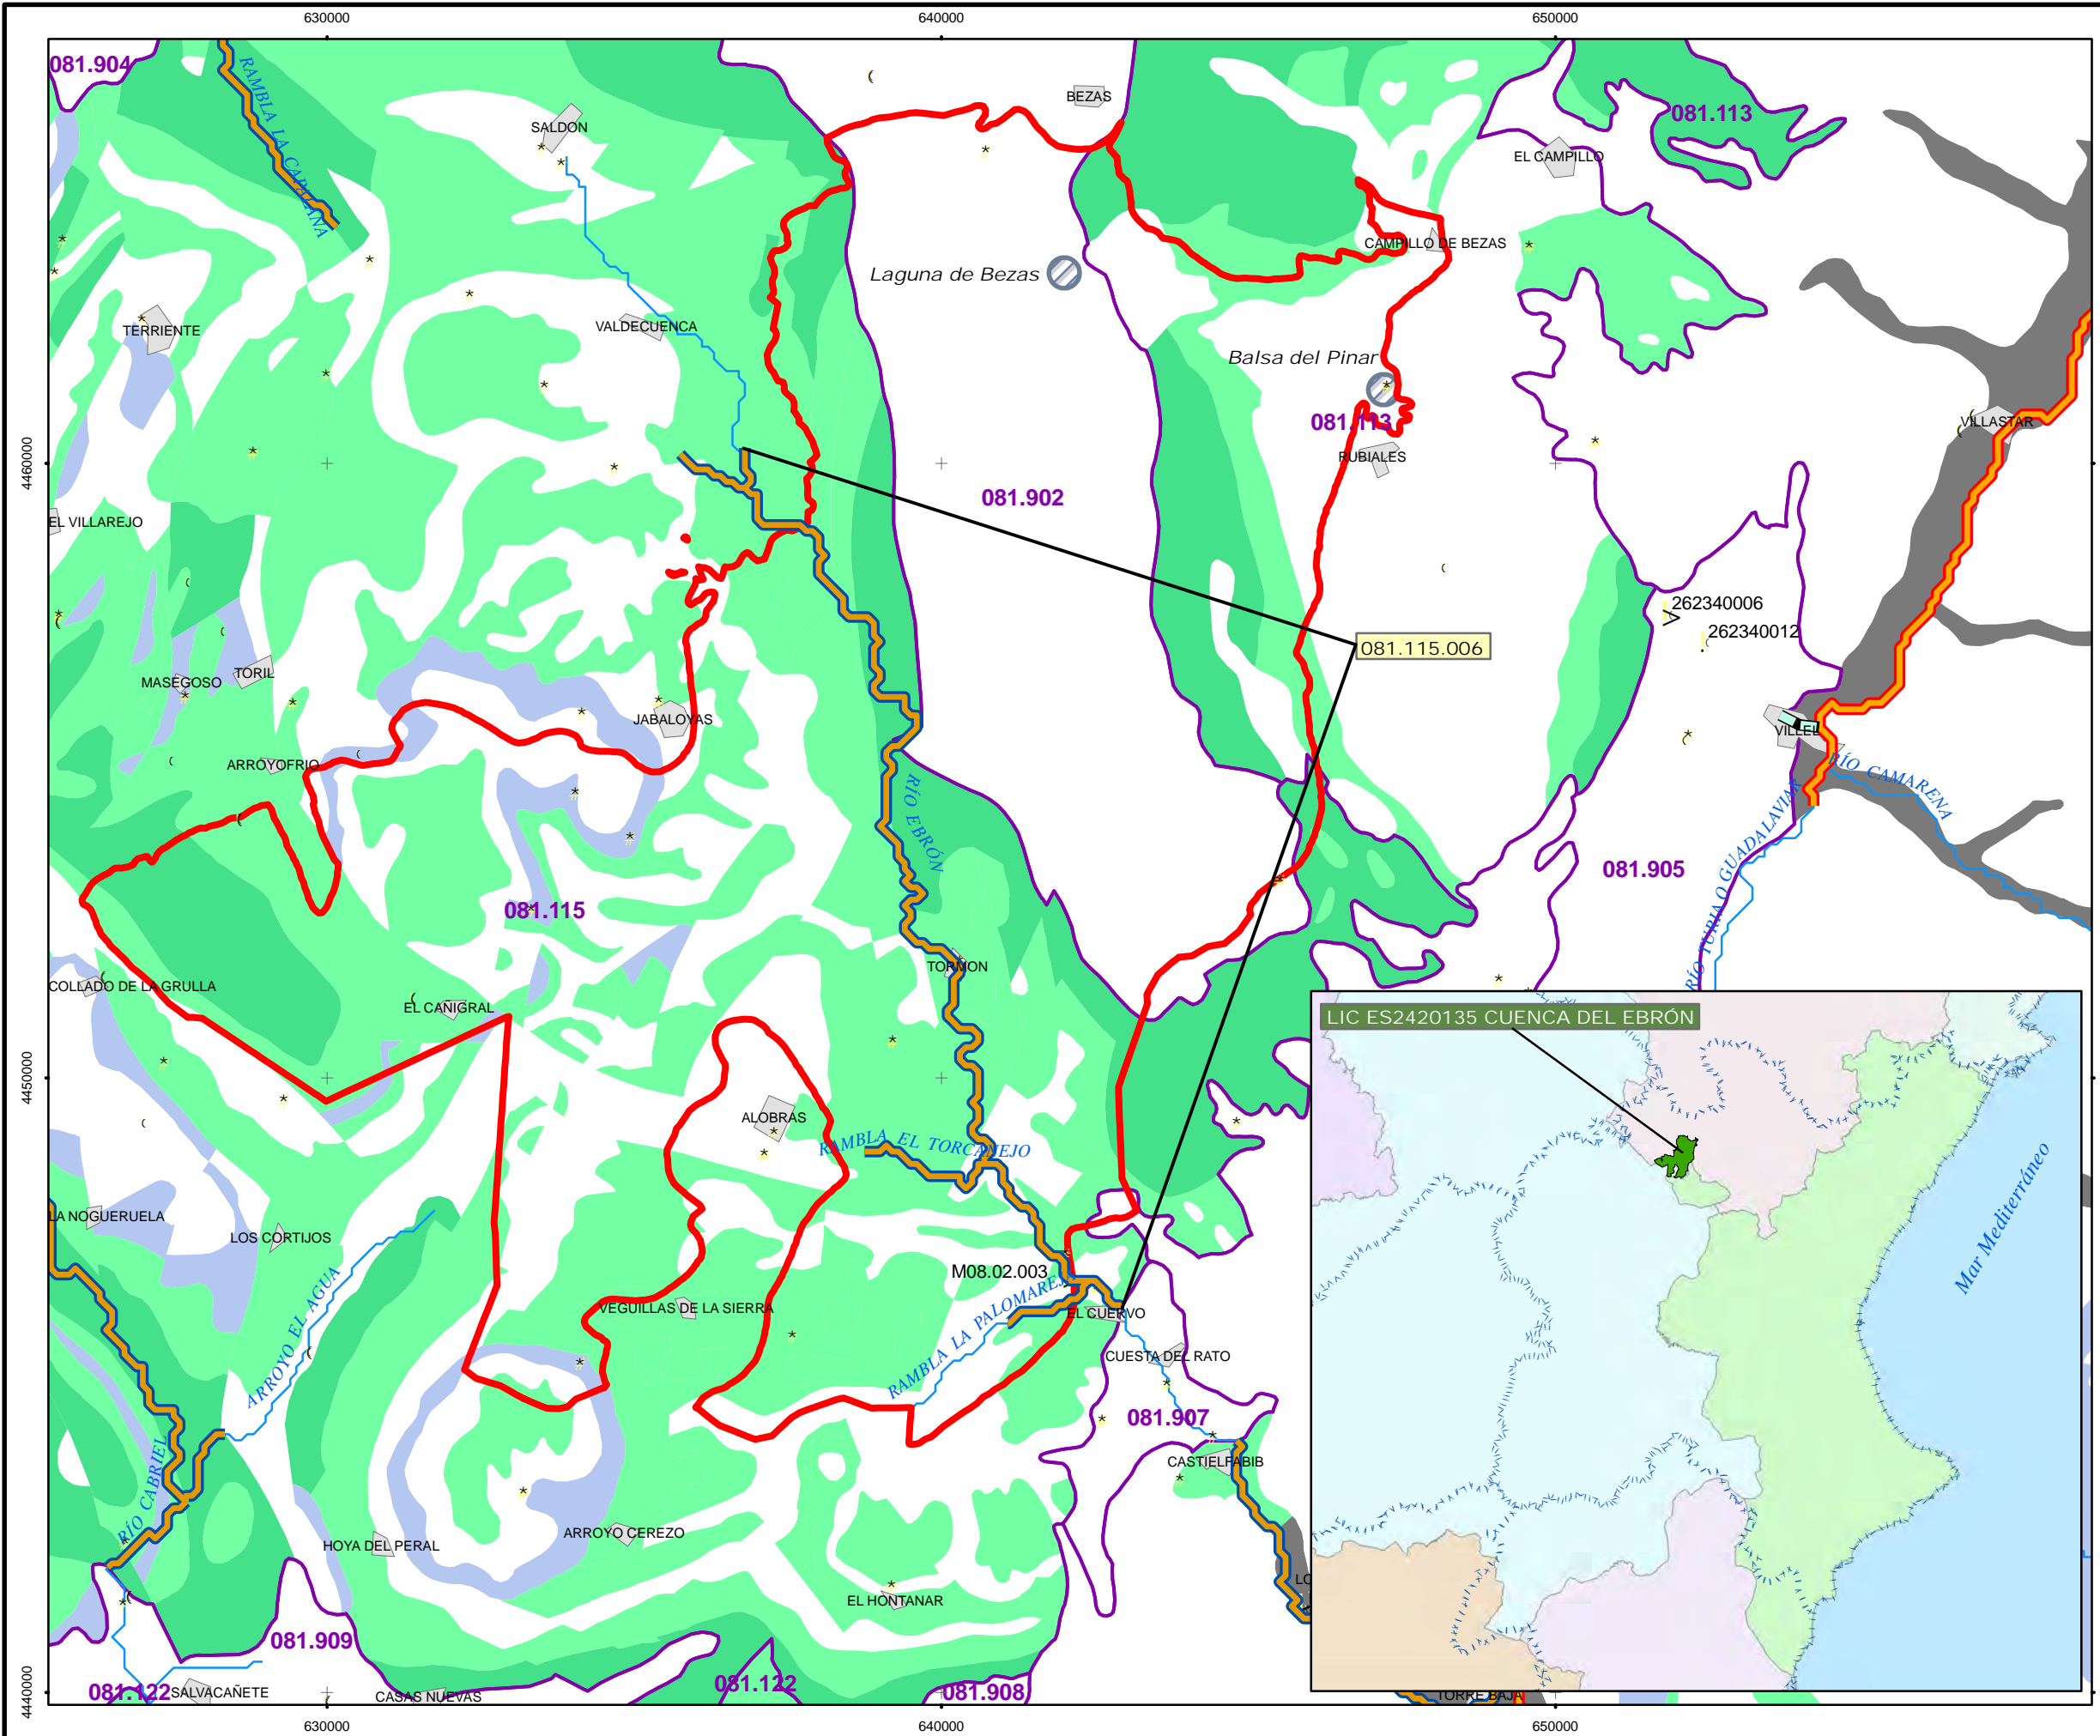 630000
640000
650000
081.904
RAMBLA LA CAPAZANA
SALDON
BEZAS
081.113
EL CAMPILLO
CAMPILLO DE BEZAS
Laguna de Bezas
TERRIENTE
VALDECUENCA
Balsa del Pinar
081.113
VILLASTAR
RUBIALES
4460000
081.902
EL VILLAREJO
262340006
262340012
081.115.006
TORIL
MASEGOSO
JABALOYAS
VILLEL
ARROYOFRIO
RÍO CAMARENA
RÍO EBRÓN
RÍO TURIA O GUADALAVIAR
081.905
081.115
TORMON
COLLADO DE LA GRULLA
EL CAÑIGRAL
LIC ES2420135 CUENCA DEL EBRÓN
4450000
ALOBRAS
RAMBLA EL TORCANEJO
Mar Mediterráneo
LA NOGUERUELA
LOS CORTIJOS
M08.02.003
ARROYO EL AGUA
VEGUILLAS DE LA SIERRA
RAMBLA LA PALOMAREJ
EL CUERVO
CUESTA DEL RATO
081.907
RÍO CABRIEL
CASTIELFABIB
ARROYO CEREZO
HOYA DEL PERAL
LO
EL HONTANAR
081.909
081.122
SALVACAÑETE
CASAS NUEVAS
081.122
081.908
TORRE BAJA
4440000
630000
640000
650000